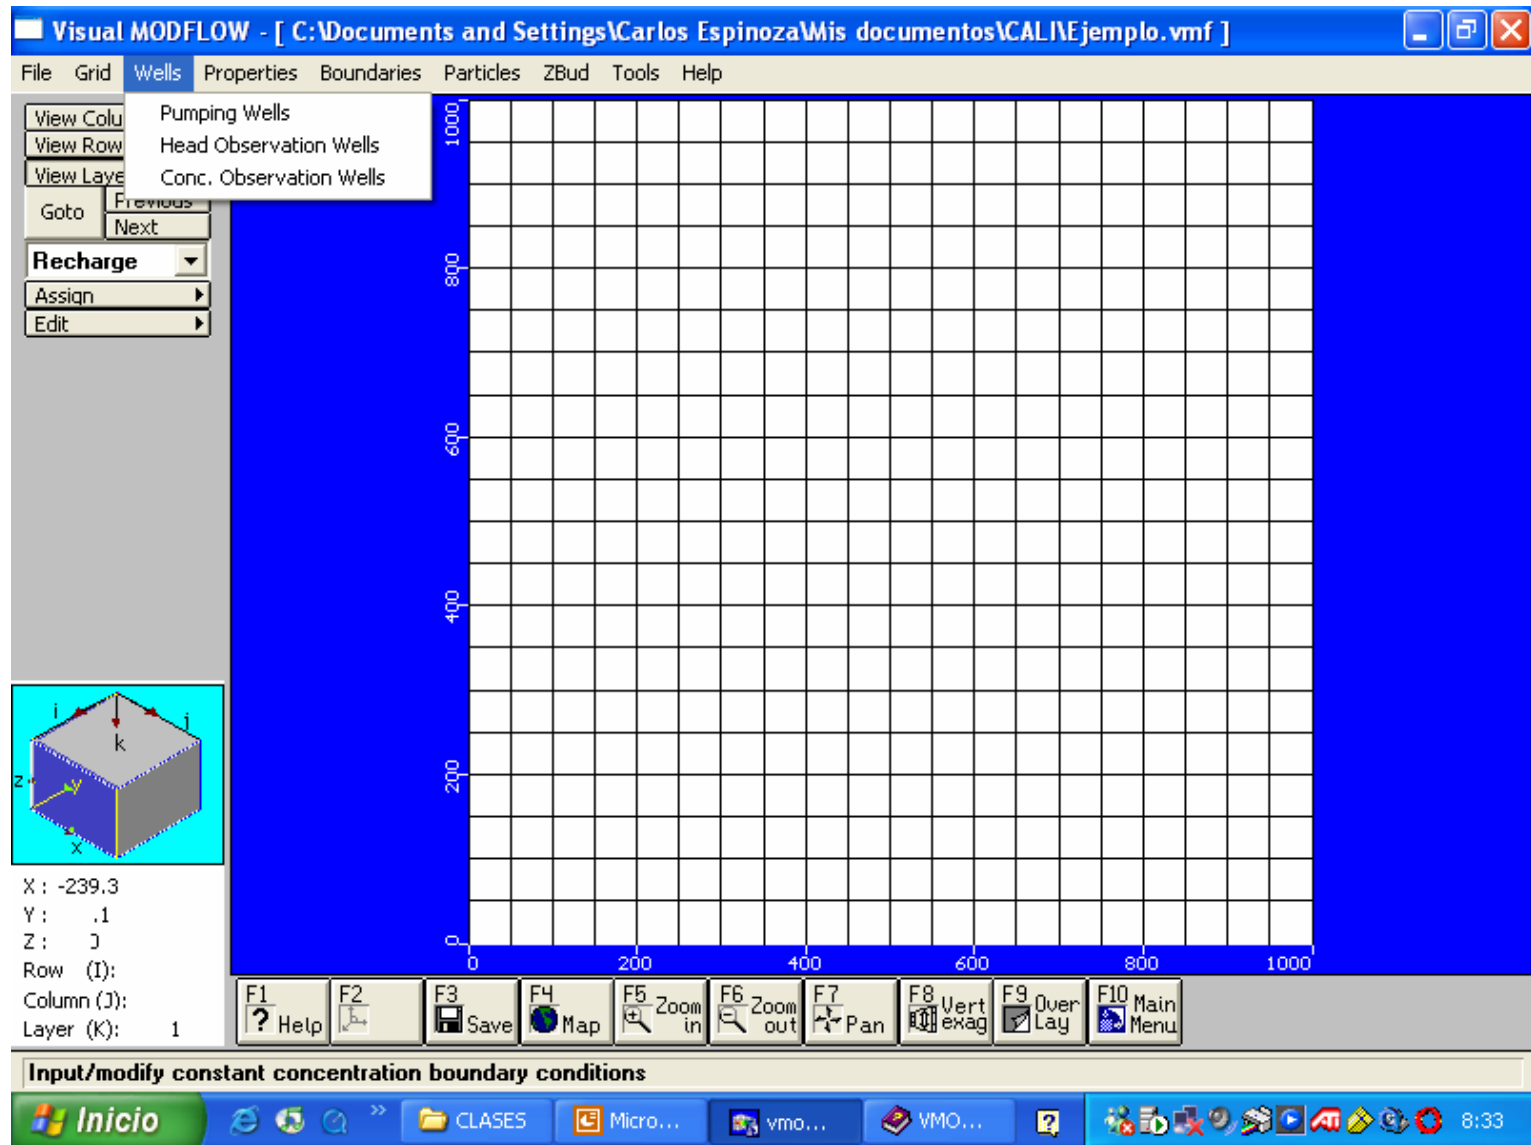 Visual MODFLOW - [ C:\Documents and Settings\Carlos Espinoza\Mis documentos\CALI\Ejemplo.vmf ]
File Grid Wells Properties Boundaries Particles ZBud Tools Help
Pumping Wells
Head Observation Wells
Conc. Observation Wells
View Colu
View Row
View Laye
Goto
Previous
Next
Recharge
Assign
Edit
1000
800
600
400
200
0
0 200 400 600 800 1000
i j
k
z y
x
X : -239.3
Y : .1
Z :
Row (I):
Column (J):
Layer (K): 1
F1 ? Help
F2
F3 Save
F4 Map
F5 Zoom in
F6 Zoom out
F7 Pan
F8 Vert exag
F9 Over Lay
F10 Main Menu
Input/modify constant concentration boundary conditions
Inicio » CLASES Micro... vmo... VMO... ? 8:33